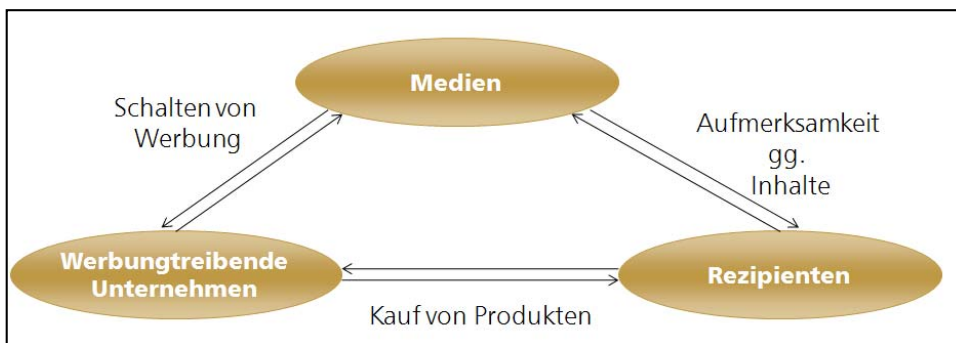 Medien
Schalten von
Werbung
Aufmerksamkeit
gg.
Inhalte
Werbungtreibende
Unternehmen
Rezipienten
Kauf von Produkten